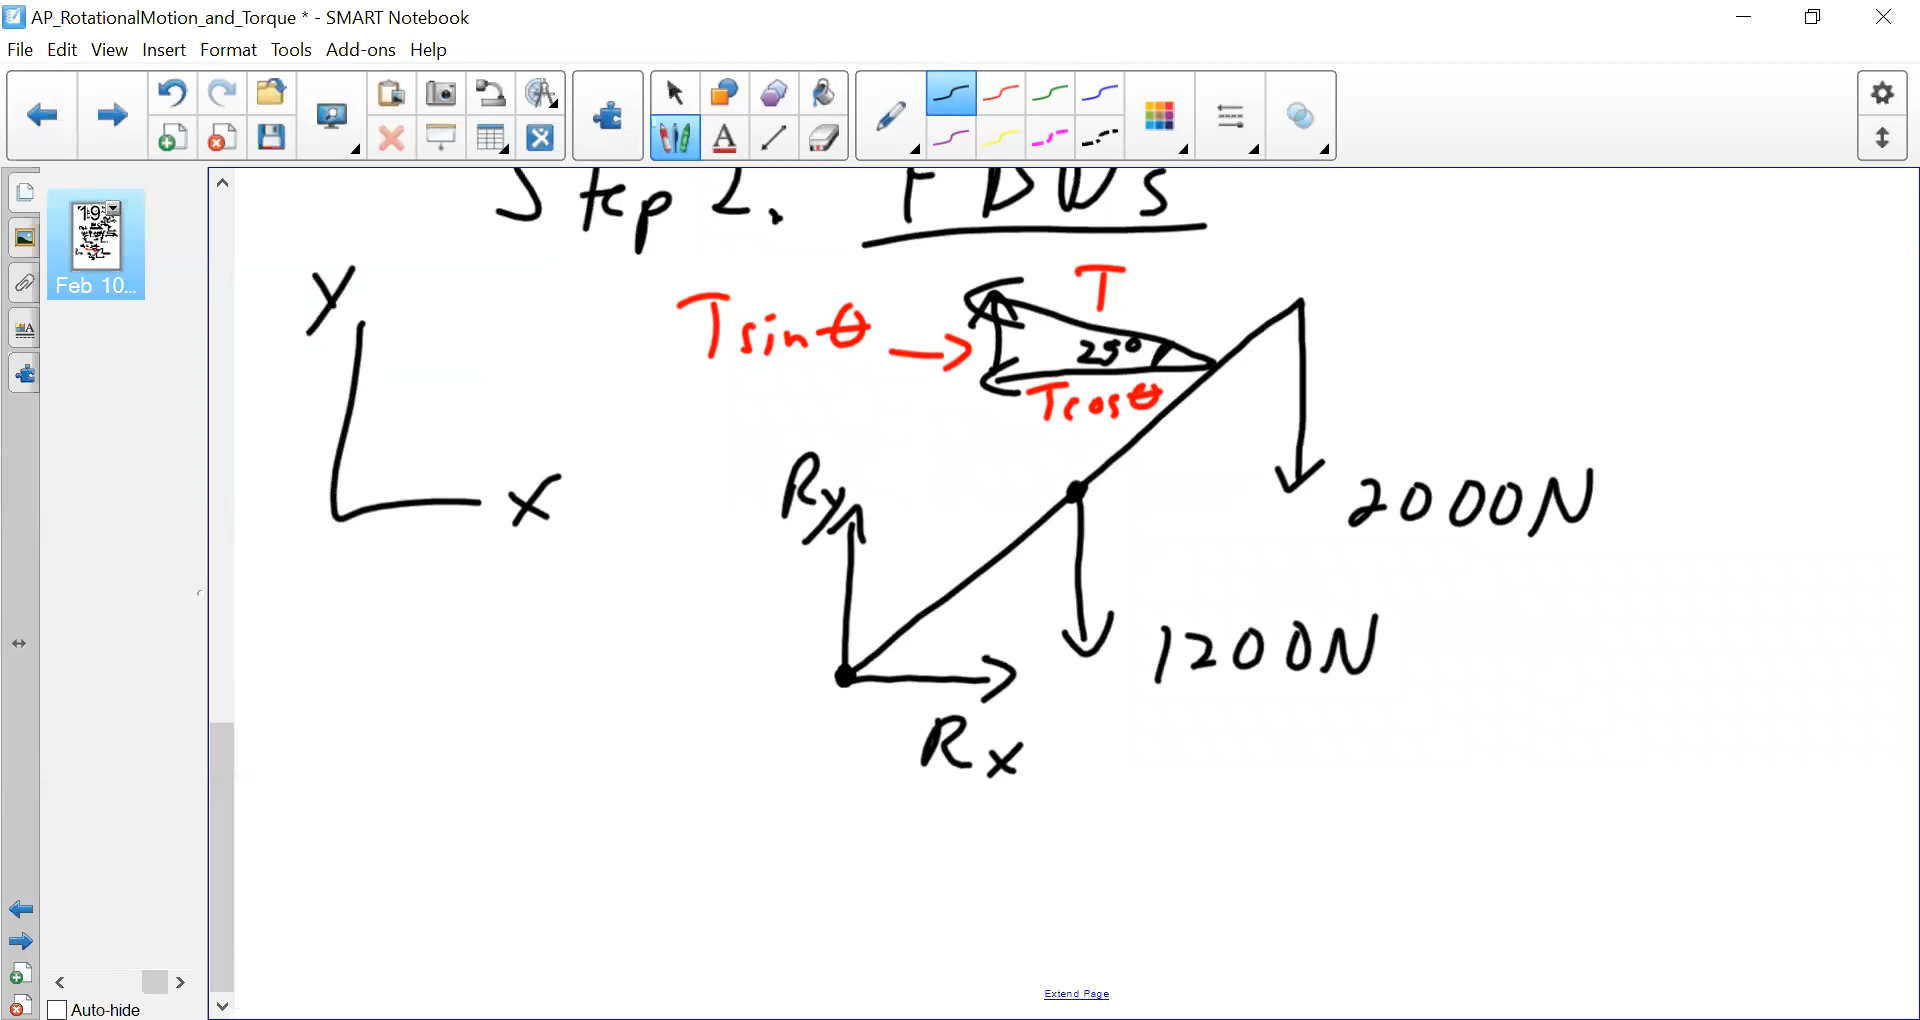 AP_RotationalMotion_and_Torque * - SMART Notebook
File Edit View Insert Format Tools Add-ons Help
Step 2. FBD's
Feb 10...
y
T
Tsinθ
25°
Tcosθ
Ry
2000N
x
1200N
Rx
Extend Page
Auto-hide